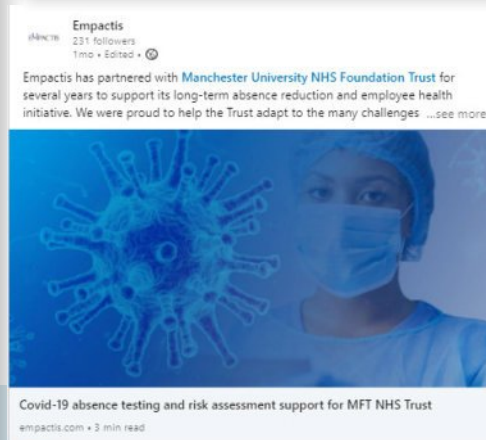 Empactis
EMPACTIS
231 followers
1mo • Edited •
Empactis has partnered with Manchester University NHS Foundation Trust for
several years to support its long-term absence reduction and employee health
initiative. We were proud to help the Trust adapt to the many challenges ...see more
Covid-19 absence testing and risk assessment support for MFT NHS Trust
empactis.com • 3 min read